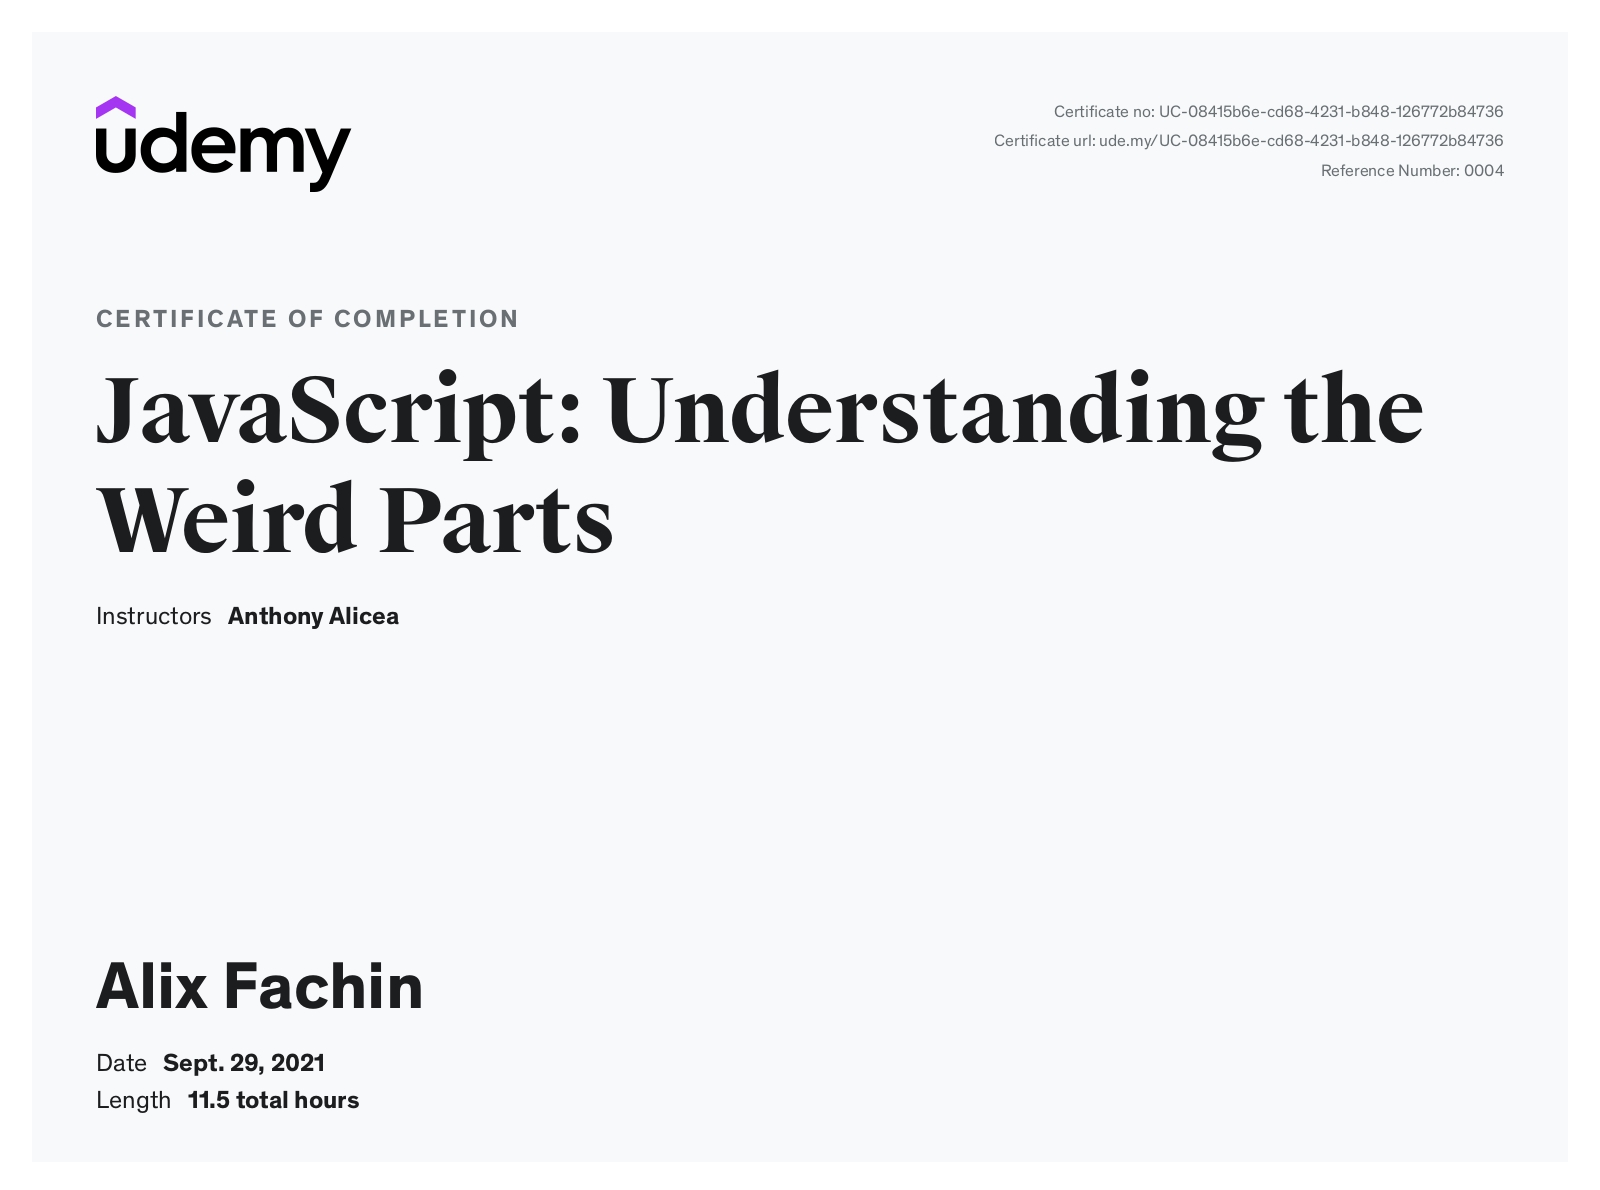 udemy
Certificate no: UC-08415b6e-cd68-4231-b848-126772b84736
Certificate url: ude.my/UC-08415b6e-cd68-4231-b848-126772b84736
Reference Number: 0004
CERTIFICATE OF COMPLETION
JavaScript: Understanding the
Weird Parts
Instructors Anthony Alicea
Alix Fachin
Date Sept. 29, 2021
Length 11.5 total hours